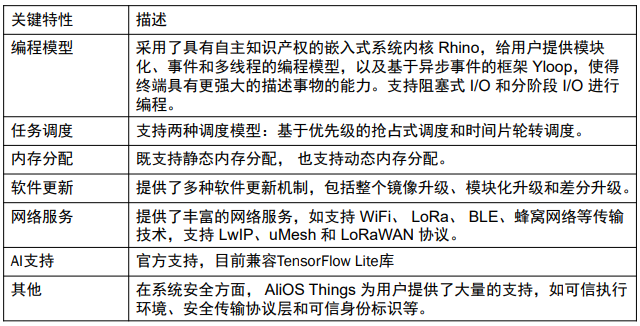 关键特性 描述
编程模型 采用了具有自主知识产权的嵌入式系统内核 Rhino，给用户提供模块
化、事件和多线程的编程模型，以及基于异步事件的框架 Yloop，使得
终端具有更强大的描述事物的能力。支持阻塞式 I/O 和分阶段 I/O 进行
编程。
任务调度 支持两种调度模型：基于优先级的抢占式调度和时间片轮转调度。
内存分配 既支持静态内存分配， 也支持动态内存分配。
软件更新 提供了多种软件更新机制，包括整个镜像升级、模块化升级和差分升级。
网络服务 提供了丰富的网络服务，如支持 WiFi、 LoRa、 BLE、蜂窝网络等传输
技术，支持 LwIP、uMesh 和 LoRaWAN 协议。
AI支持 官方支持，目前兼容TensorFlow Lite库
其他 在系统安全方面， AliOS Things 为用户提供了大量的支持，如可信执行
环境、安全传输协议层和可信身份标识等。